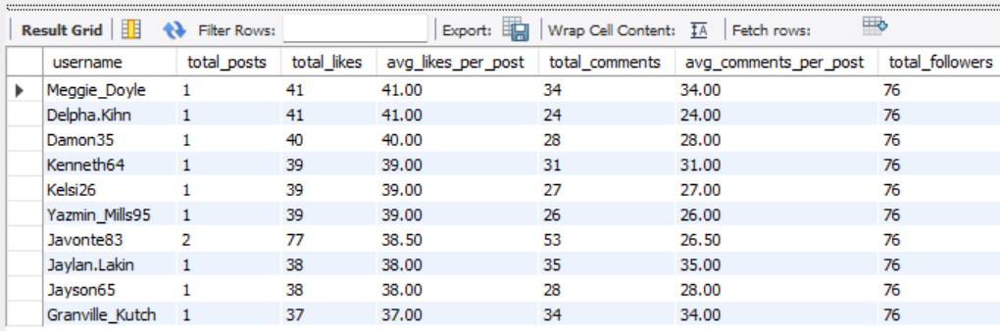 Result Grid Filter Rows: Export: Wrap Cell Content: IA Fetch rows:
username total_posts total_likes avg_likes_per_post total_comments avg_comments_per_post total_followers
Meggie_Doyle 1 41 41.00 34 34.00 76
Delpha.Kihn 1 41 41.00 24 24.00 76
Damon35 1 40 40.00 28 28.00 76
Kenneth64 1 39 39.00 31 31.00 76
Kelsi26 1 39 39.00 27 27.00 76
Yazmin_Mills95 1 39 39.00 26 26.00 76
Javonte83 2 77 38.50 53 26.50 76
Jaylan.Lakin 1 38 38.00 35 35.00 76
Jayson65 1 38 38.00 28 28.00 76
Granville_Kutch 1 37 37.00 34 34.00 76